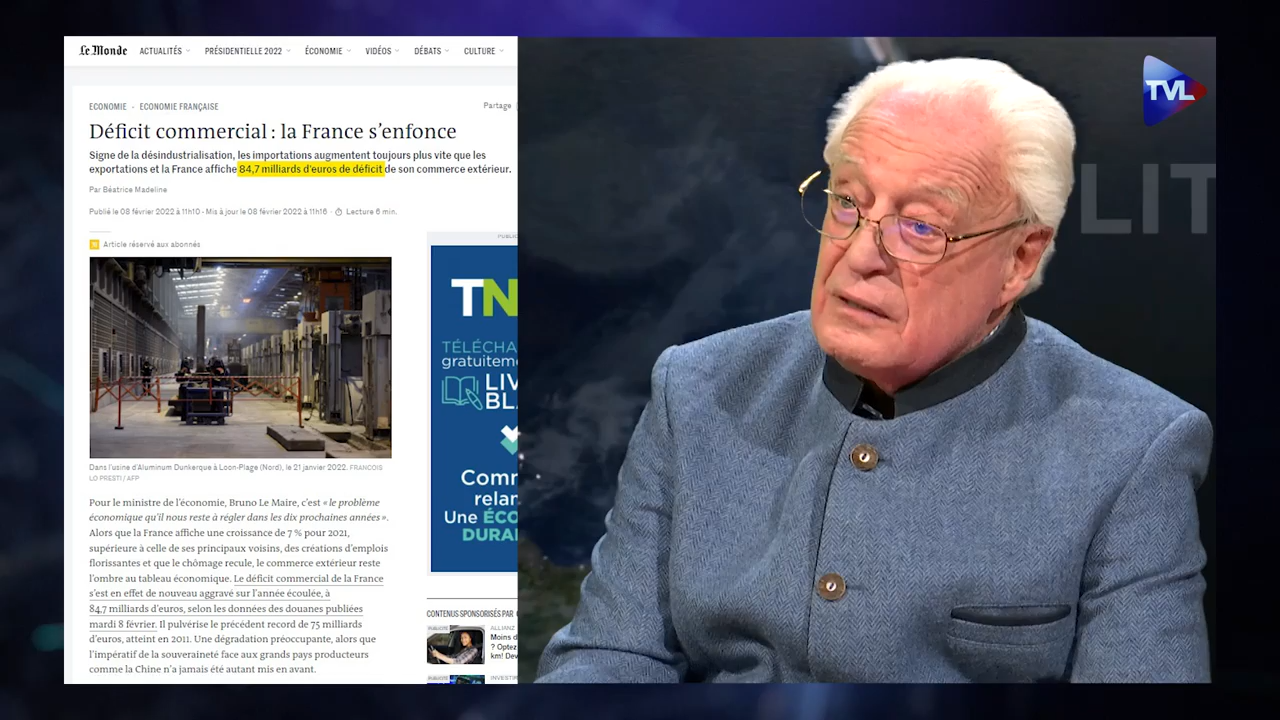 Le Monde
ACTUALITÉS
PRÉSIDENTIELLE 2022
ÉCONOMIE
VIDÉOS
DÉBATS
CULTURE
ECONOMIE - ECONOMIE FRANÇAISE
Partage
Déficit commercial : la France s'enfonce
Signe de la désindustrialisation, les importations augmentent toujours plus vite que les
exportations et la France affiche 84,7 milliards d'euros de déficit de son commerce extérieur.
Par Béatrice Madeline
Publié le 08 février 2022 à 11h10 - Mis à jour le 08 février 2022 à 11h16 · Lecture 6 min.
Article réservé aux abonnés
Dans l'usine d'Aluminum Dunkerque à Loon-Plage (Nord), le 21 janvier 2022. FRANCOIS
LO PRESTI / AFP
Pour le ministre de l'économie, Bruno Le Maire, c'est « le problème
économique qu'il nous reste à régler dans les dix prochaines années ».
Alors que la France affiche une croissance de 7 % pour 2021,
supérieure à celle de ses principaux voisins, des créations d'emplois
florissantes et que le chômage recule, le commerce extérieur reste
l'ombre au tableau économique. Le déficit commercial de la France
s'est en effet de nouveau aggravé sur l'année écoulée, à
84,7 milliards d'euros, selon les données des douanes publiées
mardi 8 février. Il pulvérise le précédent record de 75 milliards
d'euros, atteint en 2011. Une dégradation préoccupante, alors que
l'impératif de la souveraineté face aux grands pays producteurs
comme la Chine n'a jamais été autant mis en avant.
PUBLIC
TN
TÉLÉCHA
gratuiteme
LIV
BLA
Comm
relan
Une ÉCO
DURA
CONTENUS SPONSORISÉS PAR
PUBLICITÉ
ALLIANZ
Moins d
? Optez
km! Dev
PUBLICITÉ
INVESTIR
TVL
LIT